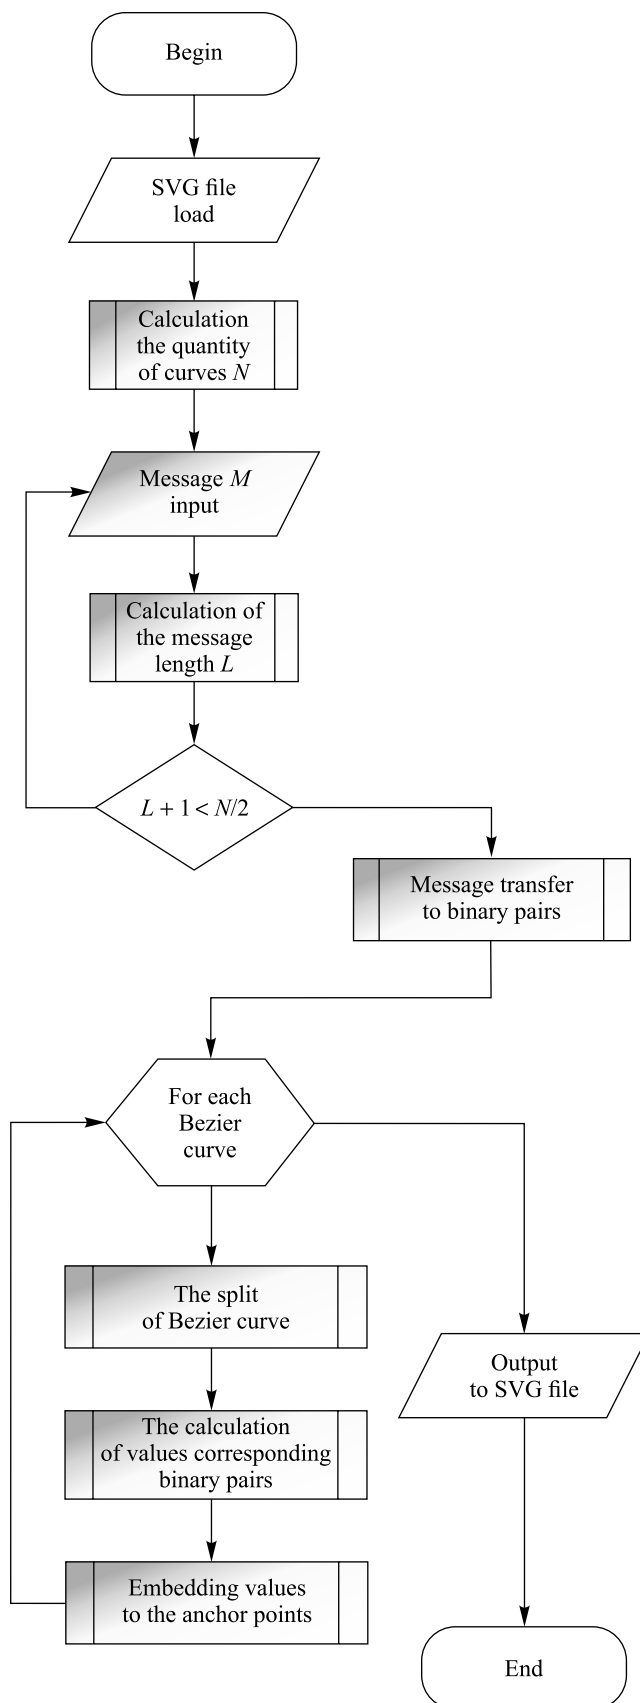 Begin
SVG file
load
Calculation
the quantity
of curves N
Message M
input
Calculation of
the message
length L
L + 1 < N/2
Message transfer
to binary pairs
For each
Bezier
curve
The split
of Bezier curve
Output
to SVG file
The calculation
of values corresponding
binary pairs
Embedding values
to the anchor points
End